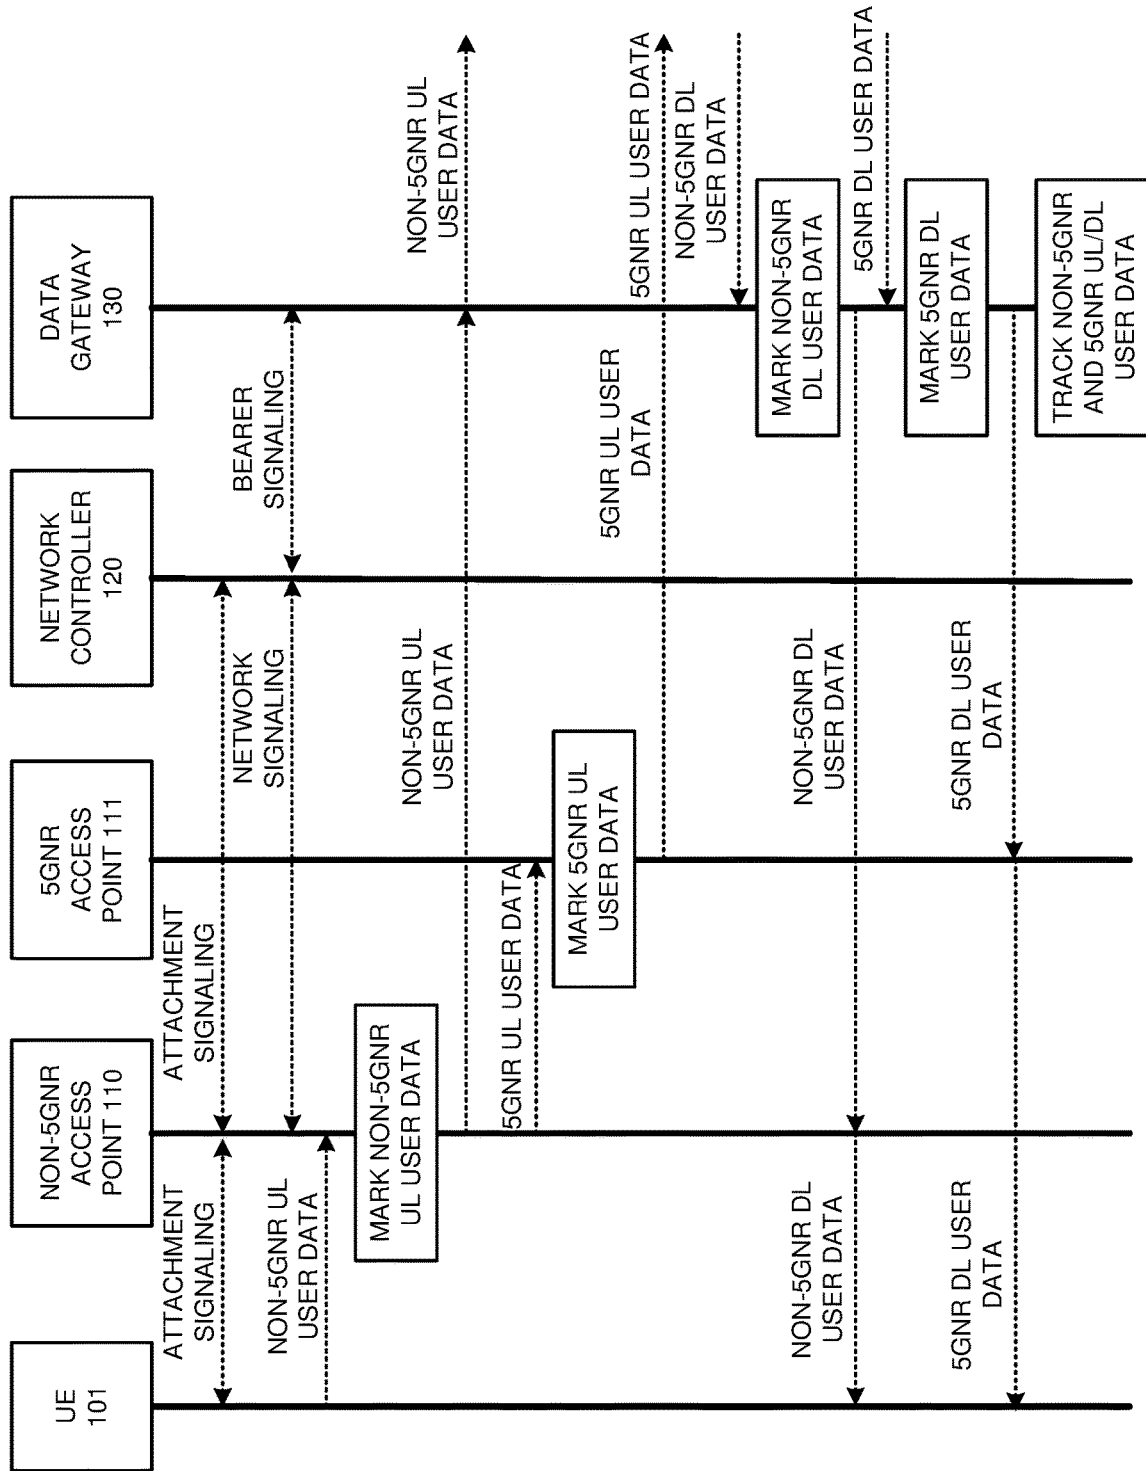 UE
101
NON-5GNR
ACCESS
POINT 110
5GNR
ACCESS
POINT 111
NETWORK
CONTROLLER
120
DATA
GATEWAY
130
ATTACHMENT
SIGNALING
ATTACHMENT
SIGNALING
NETWORK
SIGNALING
BEARER
SIGNALING
NON-5GNR UL
USER DATA
MARK NON-5GNR
UL USER DATA
NON-5GNR UL
USER DATA
NON-5GNR UL
USER DATA
5GNR UL USER DATA
MARK 5GNR UL
USER DATA
5GNR UL USER
DATA
5GNR UL USER DATA
NON-5GNR DL
USER DATA
MARK NON-5GNR
DL USER DATA
NON-5GNR DL
USER DATA
NON-5GNR DL
USER DATA
5GNR DL USER DATA
MARK 5GNR DL
USER DATA
5GNR DL USER
DATA
5GNR DL USER
DATA
TRACK NON-5GNR
AND 5GNR UL/DL
USER DATA